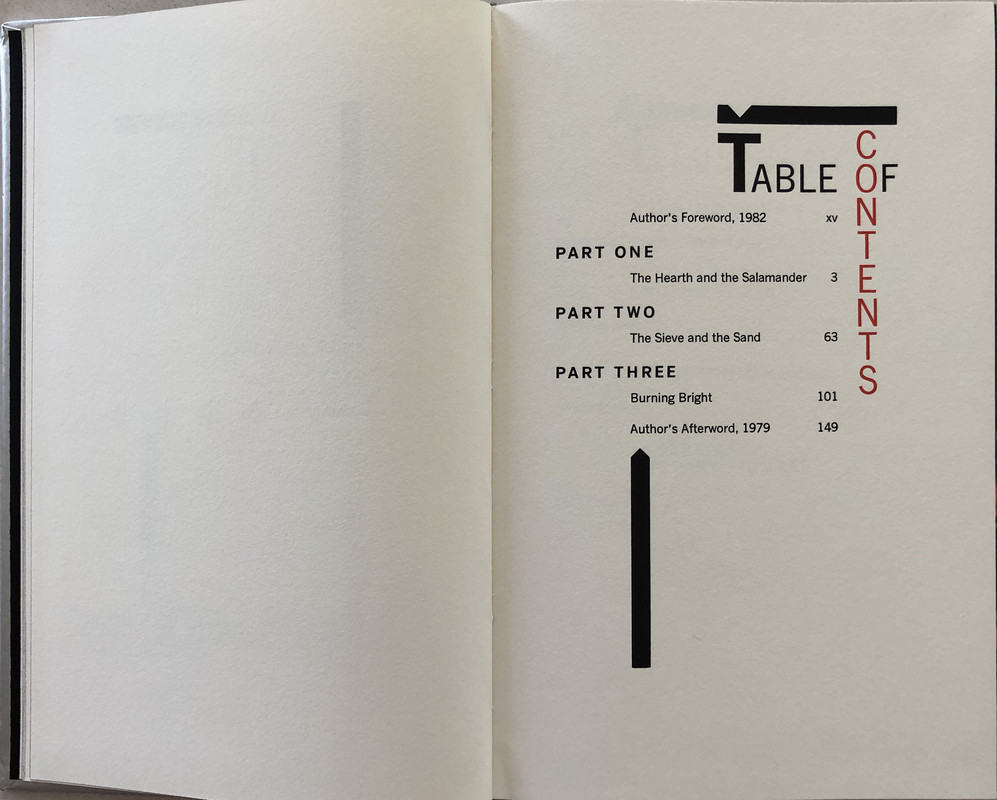 TABLE OF
CONTENTS
Author's Foreword, 1982 xv
PART ONE
The Hearth and the Salamander 3
PART TWO
The Sieve and the Sand 63
PART THREE
Burning Bright 101
Author's Afterword, 1979 149